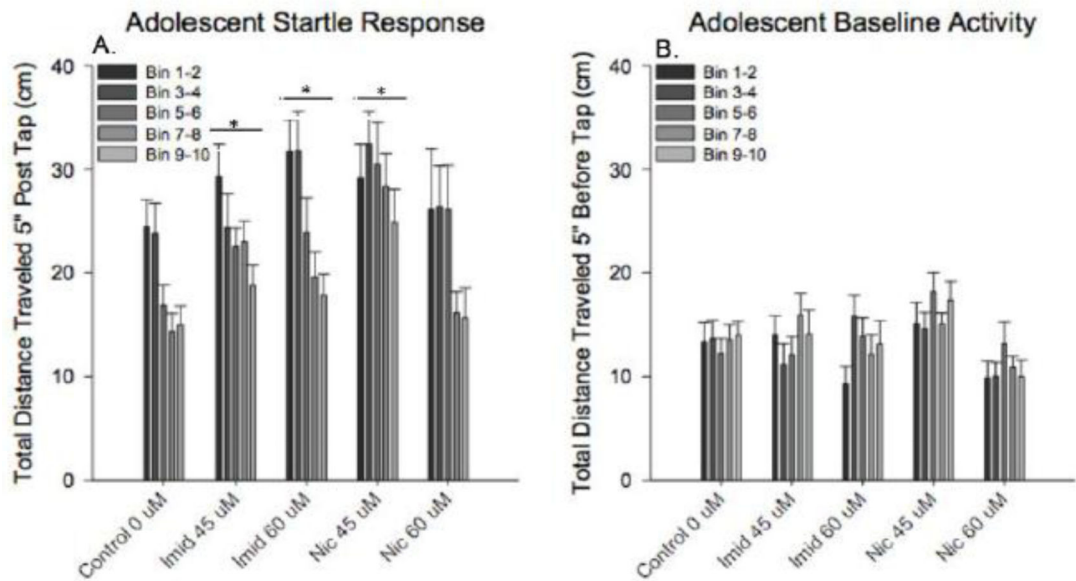 Adolescent Startle Response
A.
Total Distance Traveled 5" Post Tap (cm)
40
30
20
10
0
Bin 1-2
Bin 3-4
Bin 5-6
Bin 7-8
Bin 9-10
*
*
*
Control 0 uM
Imid 45 uM
Imid 60 uM
Nic 45 uM
Nic 60 uM
Adolescent Baseline Activity
B.
Total Distance Traveled 5" Before Tap (cm)
40
30
20
10
0
Bin 1-2
Bin 3-4
Bin 5-6
Bin 7-8
Bin 9-10
Control 0 uM
Imid 45 uM
Imid 60 uM
Nic 45 uM
Nic 60 uM